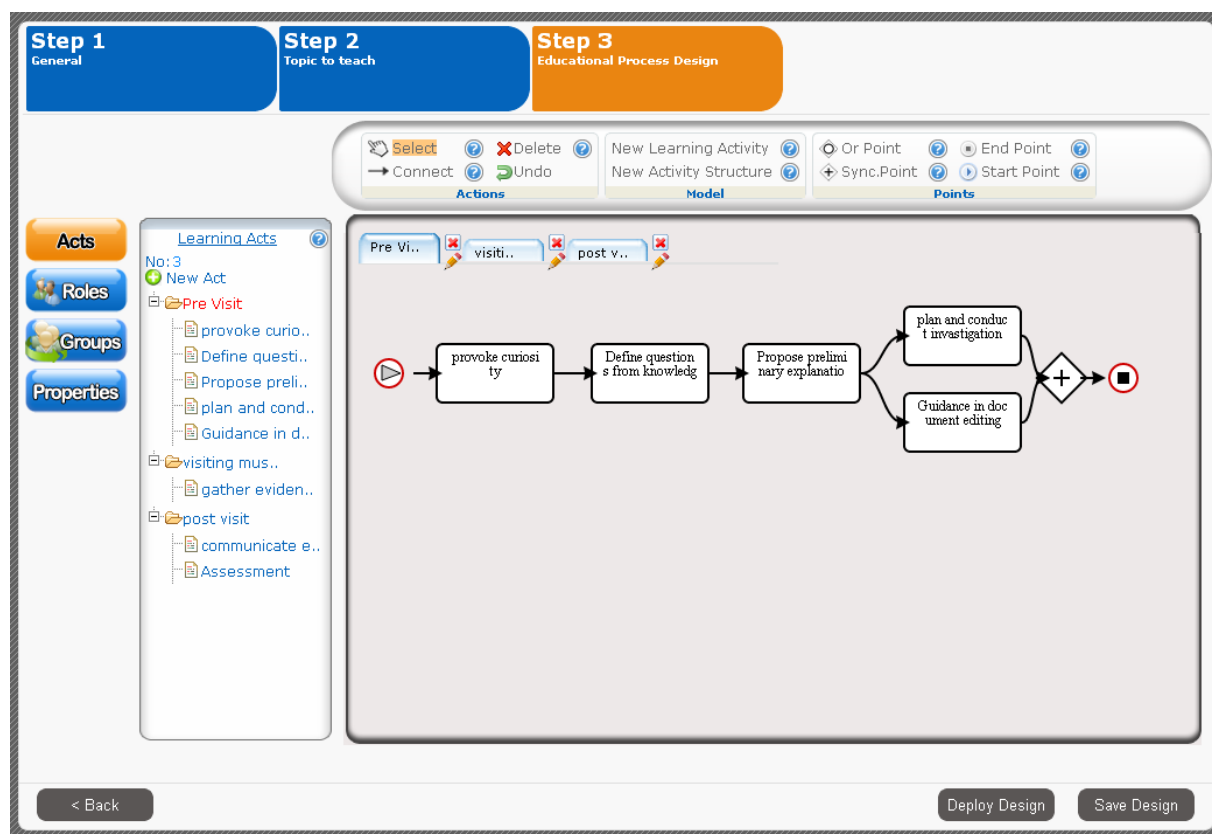 Step 1
General
Step 2
Topic to teach
Step 3
Educational Process Design
Select
Delete
Connect
Undo
Actions
New Learning Activity
New Activity Structure
Model
Or Point
End Point
Sync.Point
Start Point
Points
Acts
Roles
Groups
Properties
Learning Acts
No:3
New Act
Pre Visit
provoke curio..
Define questi..
Propose preli..
plan and cond..
Guidance in d..
visiting mus..
gather eviden..
post visit
communicate e..
Assessment
Pre Vi..
visiti..
post v..
provoke curiosi
ty
Define question
s from knowledg
Propose prelimi
nary explanatio
plan and conduc
t invastigation
Guidance in doc
ument editing
< Back
Deploy Design
Save Design